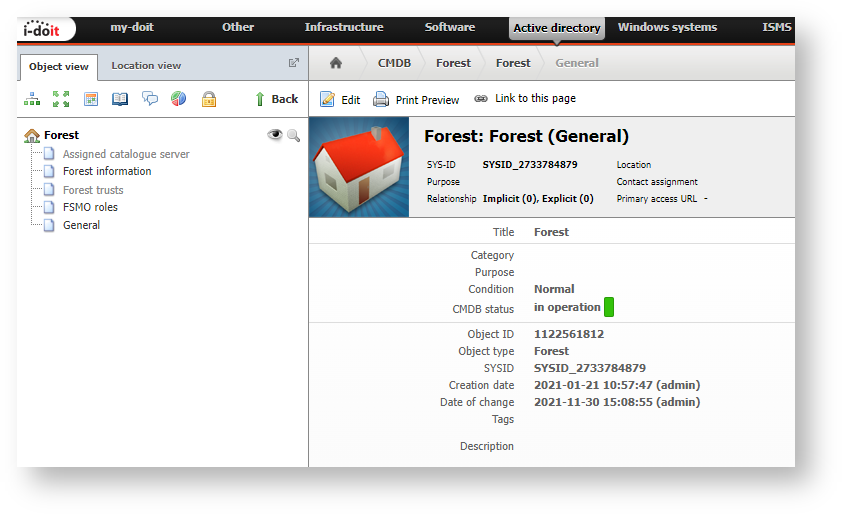 i-doit my-doit Other Infrastructure Software Active directory Windows systems ISMS
Object view Location view
CMDB Forest Forest General
Back
Edit Print Preview Link to this page
Forest
Assigned catalogue server
Forest information
Forest trusts
FSMO roles
General
Forest: Forest (General)
SYS-ID SYSID_2733784879 Location
Purpose Contact assignment
Relationship Implicit (0), Explicit (0) Primary access URL -
Title Forest
Category
Purpose
Condition Normal
CMDB status in operation
Object ID 1122561812
Object type Forest
SYSID SYSID_2733784879
Creation date 2021-01-21 10:57:47 (admin)
Date of change 2021-11-30 15:08:55 (admin)
Tags
Description